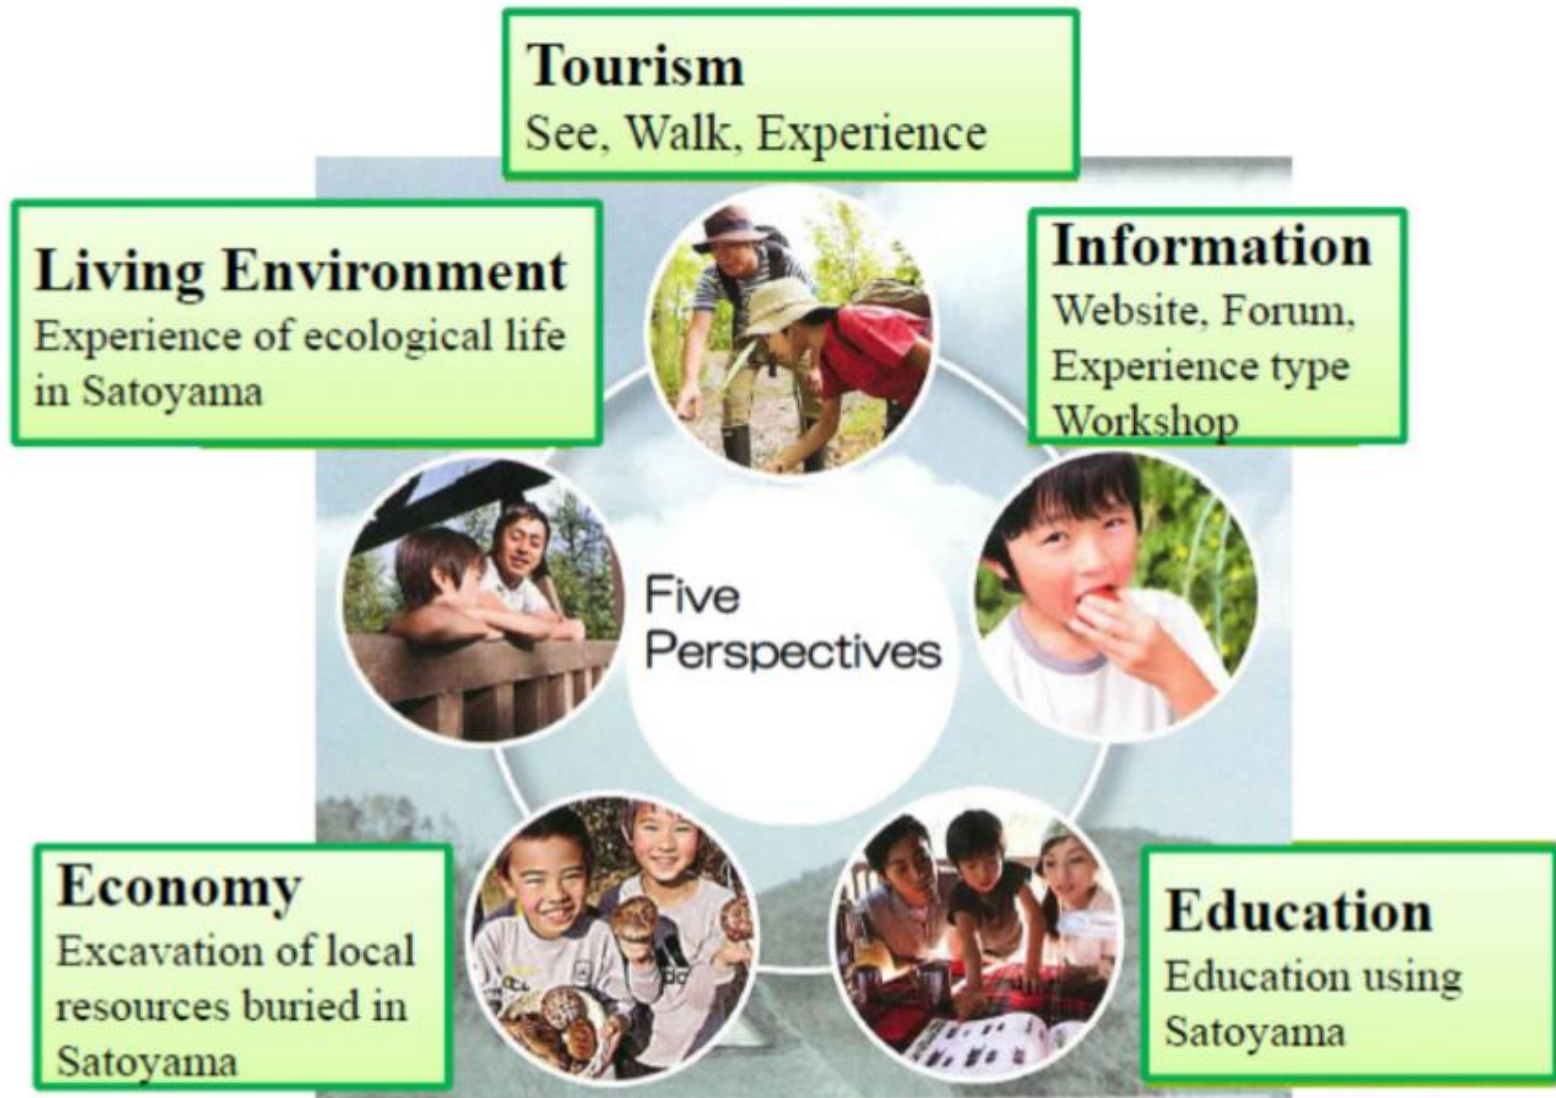 Tourism
See, Walk, Experience
Living Environment
Experience of ecological life
in Satoyama
Information
Website, Forum,
Experience type
Workshop
Five
Perspectives
Economy
Excavation of local
resources buried in
Satoyama
Education
Education using
Satoyama